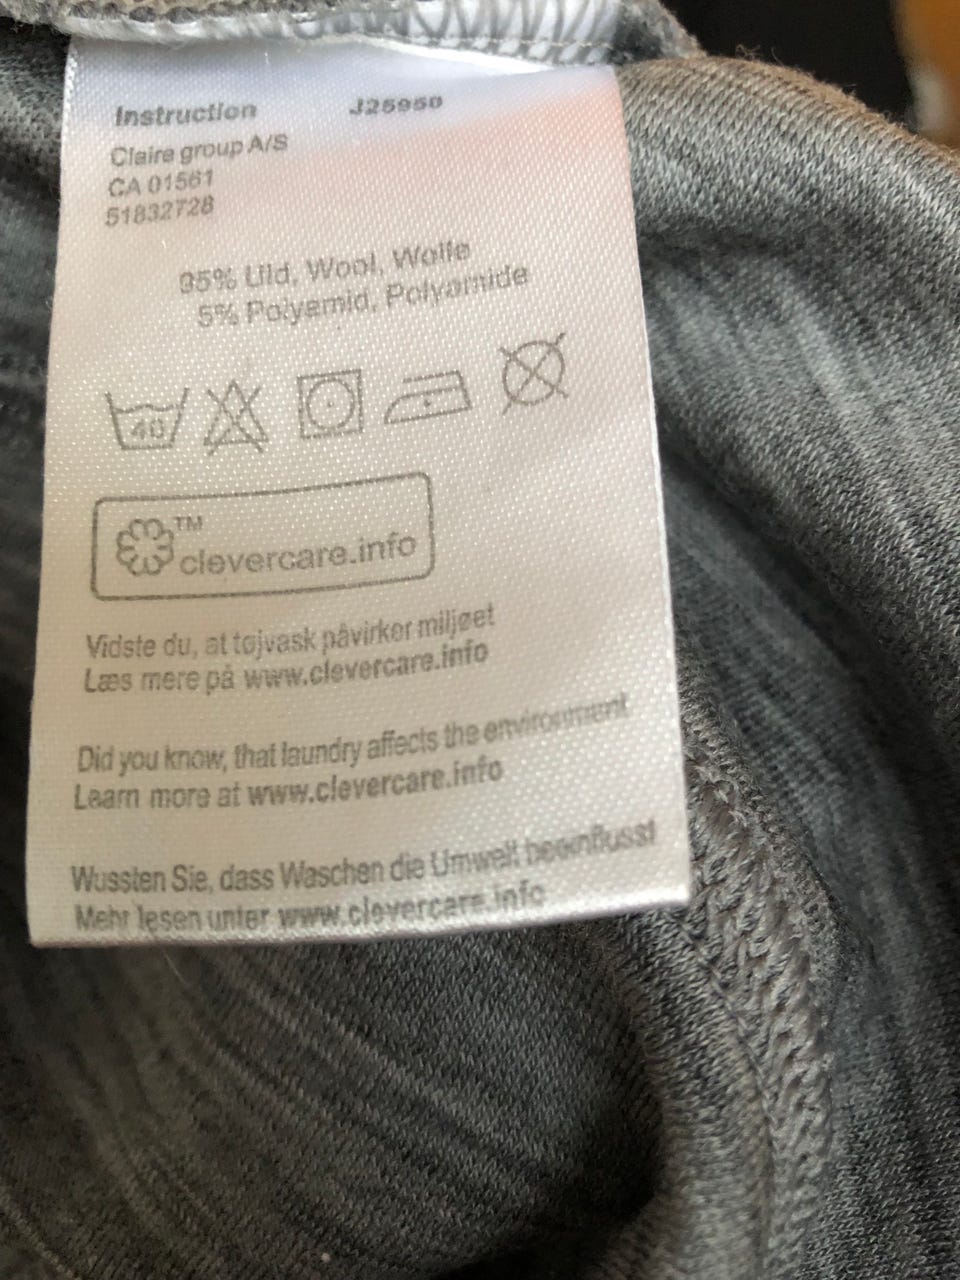 Instruction J25950
Claire group A/S
CA 01561
51832728
95% Uld, Wool, Wolle
5% Polyamid, Polyamide
40
™
clevercare.info
Vidste du, at tøjvask påvirker miljøet
Læs mere på www.clevercare.info
Did you know, that laundry affects the environment
Learn more at www.clevercare.info
Wussten Sie, dass Waschen die Umwelt beeinflusst
Mehr lesen unter www.clevercare.info